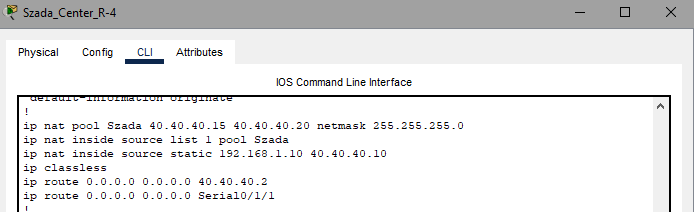 Szada_Center_R-4
Physical Config CLI Attributes
IOS Command Line Interface
default-information originate
!
ip nat pool Szada 40.40.40.15 40.40.40.20 netmask 255.255.255.0
ip nat inside source list 1 pool Szada
ip nat inside source static 192.168.1.10 40.40.40.10
ip classless
ip route 0.0.0.0 0.0.0.0 40.40.40.2
ip route 0.0.0.0 0.0.0.0 Serial0/1/1
!